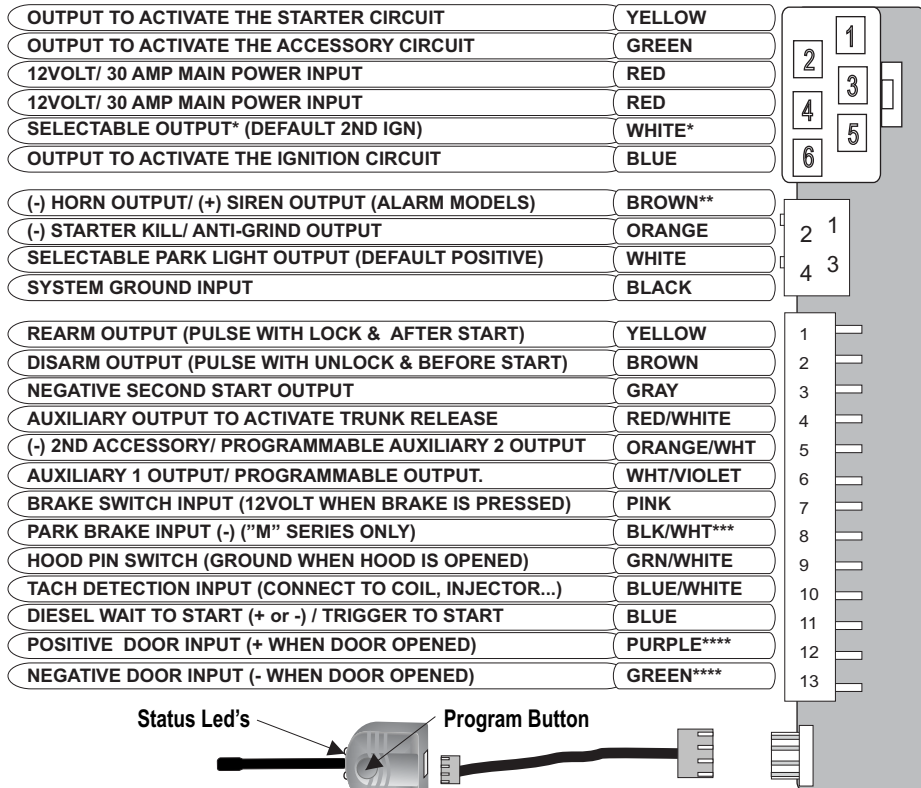 OUTPUT TO ACTIVATE THE STARTER CIRCUIT YELLOW
OUTPUT TO ACTIVATE THE ACCESSORY CIRCUIT GREEN
12VOLT/ 30 AMP MAIN POWER INPUT RED
12VOLT/ 30 AMP MAIN POWER INPUT RED
SELECTABLE OUTPUT* (DEFAULT 2ND IGN) WHITE*
OUTPUT TO ACTIVATE THE IGNITION CIRCUIT BLUE
1
2
3
4
5
6
(-) HORN OUTPUT/ (+) SIREN OUTPUT (ALARM MODELS) BROWN**
(-) STARTER KILL/ ANTI-GRIND OUTPUT ORANGE
SELECTABLE PARK LIGHT OUTPUT (DEFAULT POSITIVE) WHITE
SYSTEM GROUND INPUT BLACK
2 1
4 3
REARM OUTPUT (PULSE WITH LOCK & AFTER START) YELLOW 1
DISARM OUTPUT (PULSE WITH UNLOCK & BEFORE START) BROWN 2
NEGATIVE SECOND START OUTPUT GRAY 3
AUXILIARY OUTPUT TO ACTIVATE TRUNK RELEASE RED/WHITE 4
(-) 2ND ACCESSORY/ PROGRAMMABLE AUXILIARY 2 OUTPUT ORANGE/WHT 5
AUXILIARY 1 OUTPUT/ PROGRAMMABLE OUTPUT. WHT/VIOLET 6
BRAKE SWITCH INPUT (12VOLT WHEN BRAKE IS PRESSED) PINK 7
PARK BRAKE INPUT (-) (”M” SERIES ONLY) BLK/WHT*** 8
HOOD PIN SWITCH (GROUND WHEN HOOD IS OPENED) GRN/WHITE 9
TACH DETECTION INPUT (CONNECT TO COIL, INJECTOR...) BLUE/WHITE 10
DIESEL WAIT TO START (+ or -) / TRIGGER TO START BLUE 11
POSITIVE DOOR INPUT (+ WHEN DOOR OPENED) PURPLE**** 12
NEGATIVE DOOR INPUT (- WHEN DOOR OPENED) GREEN**** 13
Status Led's Program Button